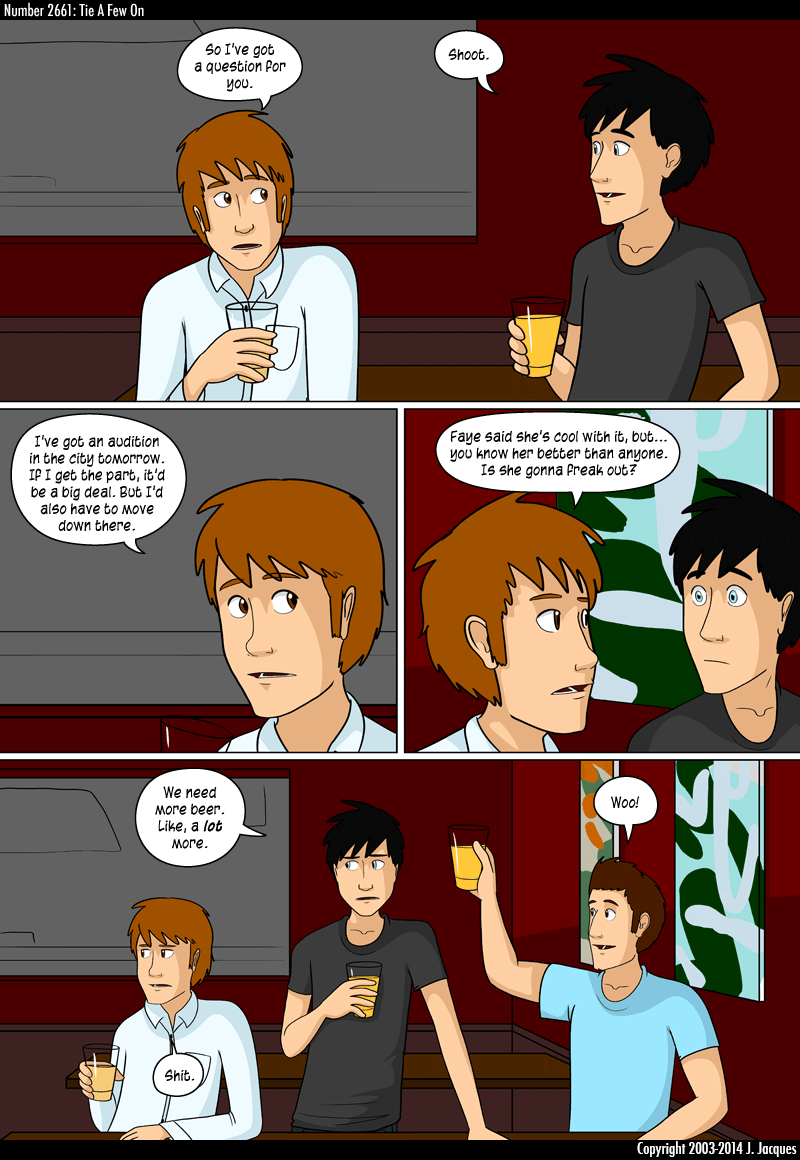 Number 2661: Tie A Few On
So I've got
a question for
you.
Shoot.
I've got an audition
in the city tomorrow.
If I get the part, it'd
be a big deal. But I'd
also have to move
down there.
Faye said she's cool with it, but...
you know her better than anyone.
Is she gonna freak out?
We need
more beer.
Like, a lot
more.
Woo!
Shit.
Copyright 2003-2014 J. Jacques